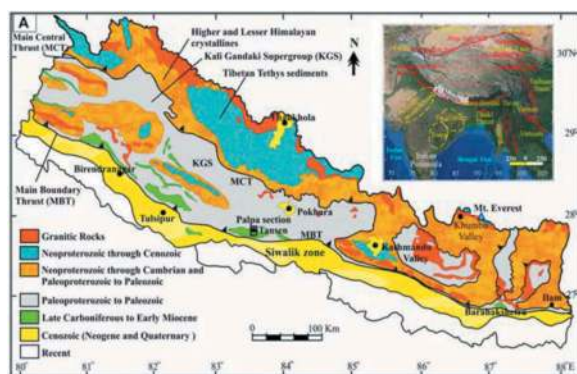 A
Main Central
Thrust (MCT)
Higher and Lesser Himalayan
crystallines
Kali Gandaki Supergroup (KGS)
Tibetan Tethys sediments
N
30°
29°
28°
27°
KGS
MCT
Birendranagar
Main Boundary
Thrust (MBT)
Tulsipur
Pokhara
Palpa section
Tansen
MBT
Siwalik zone
Kathmandu
Valley
Mt. Everest
Khumbu
Valley
Barahakshetra
Ilam
Granitic Rocks
Neoproterozoic through Cenozoic
Neoproterozoic through Cambrian and
Paleoproterozoic to Paleozoic
Paleoproterozoic to Paleozoic
Late Carboniferous to Early Miocene
Cenozoic (Neogene and Quaternary )
Recent
0 100 Km
80° 81° 82° 83° 84° 85° 86° 87° 88°E